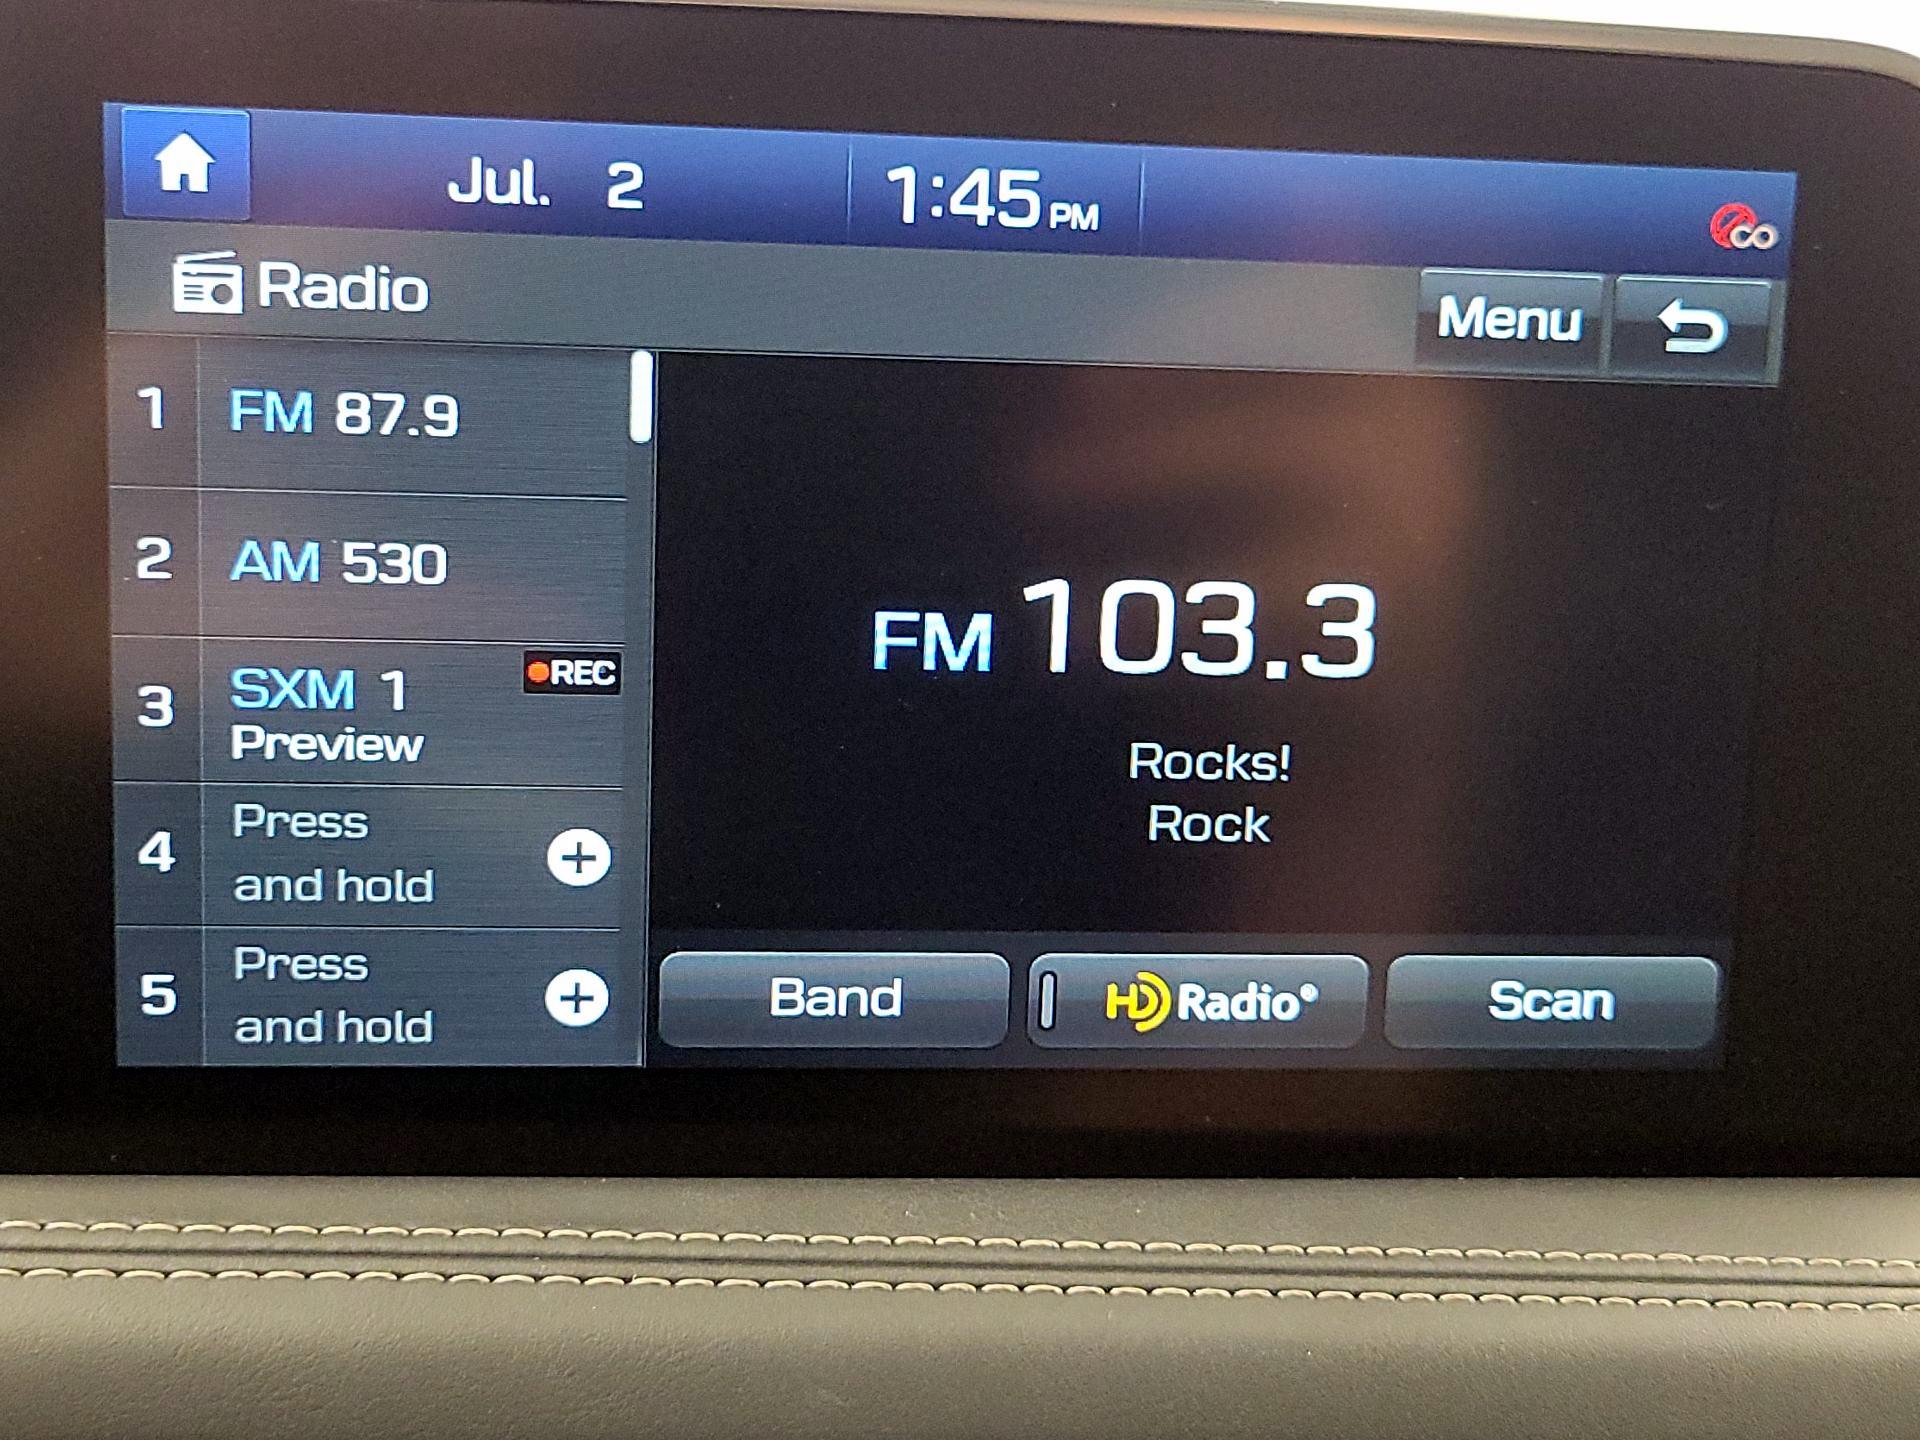 Jul. 2
1:45 PM
Radio
Menu
1 FM 87.9
2 AM 530
3 SXM 1 REC
Preview
4 Press
and hold
5 Press
and hold
FM 103.3
Rocks!
Rock
Band
HD Radio®
Scan